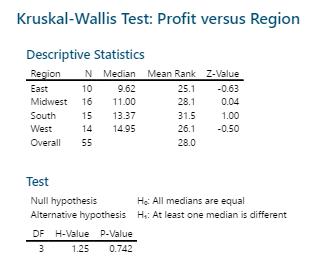 Kruskal-Wallis Test: Profit versus Region
Descriptive Statistics
Region N Median Mean Rank Z-Value
East 10 9.62 25.1 -0.63
Midwest 16 11.00 28.1 0.04
South 15 13.37 31.5 1.00
West 14 14.95 26.1 -0.50
Overall 55 28.0
Test
Null hypothesis H₀: All medians are equal
Alternative hypothesis H₁: At least one median is different
DF H-Value P-Value
3 1.25 0.742